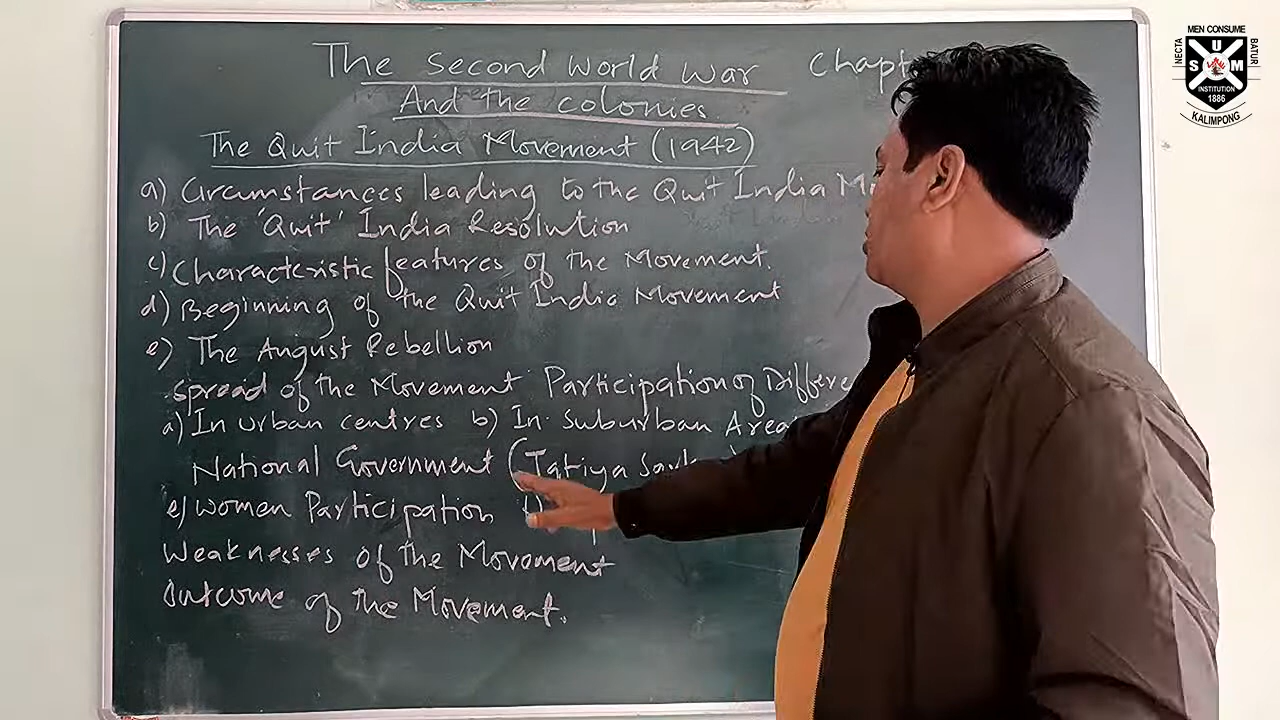 The Second World War Chapt
And the colonies.
The Quit India Movement (1942)
a) Circumstances leading to the Quit India M
b) The 'Quit' India Resolution
c) Characteristic features of the Movement.
d) Beginning of the Quit India Movement
e) The August Rebellion
spread of the Movement Participation of Differe
a) In urban centres b) In Suburban Area
National Government (Tatiya Sark
e) Women Participation
Weaknesses of the Movement
Outcome of the Movement.
MEN CONSUME
NECTA
BATUR
S U M
INSTITUTION
1886
KALIMPONG